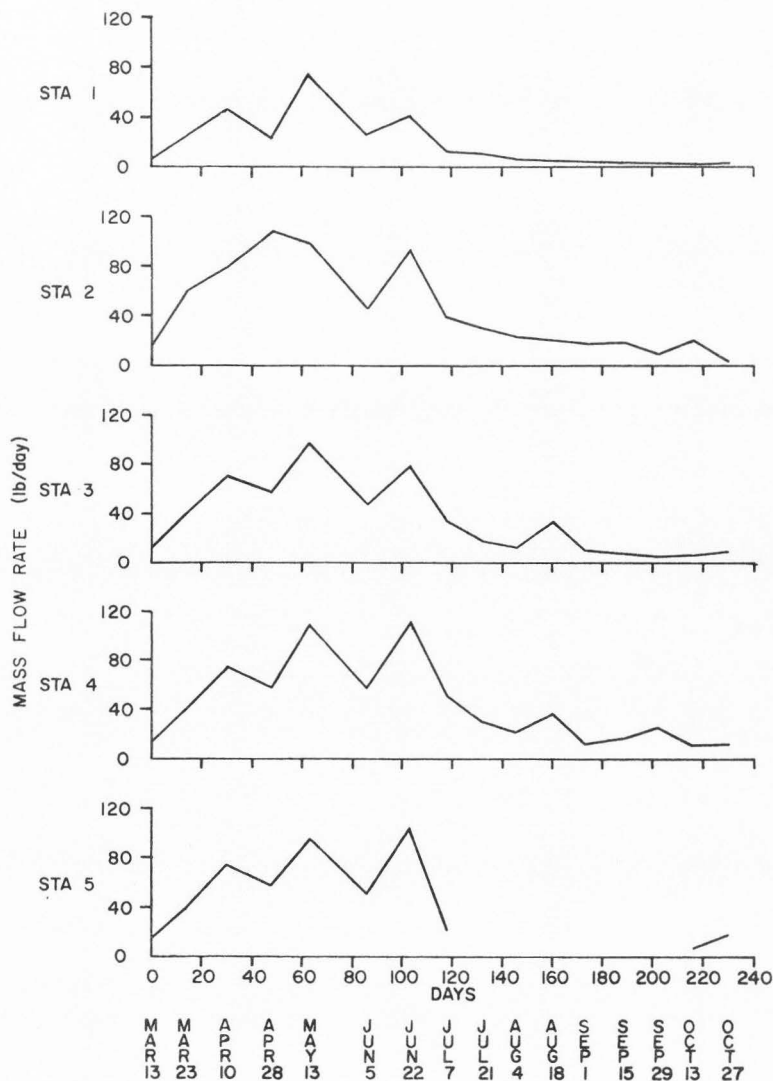 120
80
STA 1
40
0
120
80
STA 2
40
0
120
80
STA 3
40
0
MASS FLOW RATE (lb/day)
120
80
STA 4
40
0
120
80
STA 5
40
0
0 20 40 60 80 100 120 140 160 180 200 220 240
DAYS
MAR 13
MAR 23
APR 10
APR 28
MAY 13
JUN 5
JUN 22
JUL 7
JUL 21
AUG 4
AUG 18
SEP 1
SEP 15
SEP 29
OCT 13
OCT 27